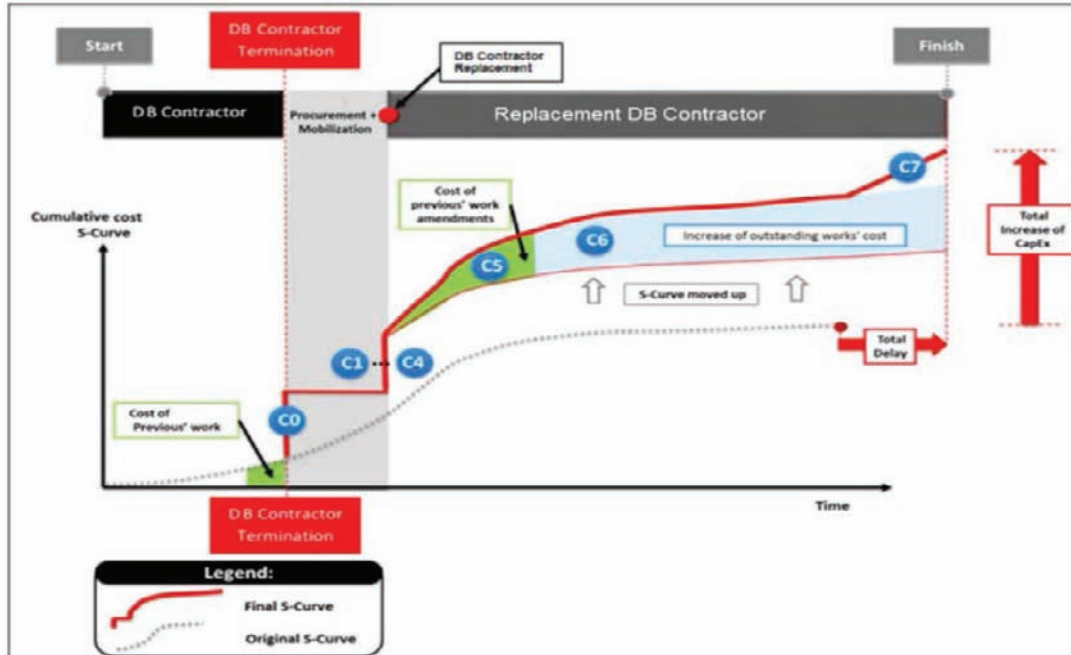 Start
DB Contractor
Termination
DB Contractor
Replacement
Finish
DB Contractor
Procurement +
Mobilization
Replacement DB Contractor
Cumulative cost
S-Curve
Cost of
previous' work
amendments
C7
C5
C6
Increase of outstanding works' cost
Total
Increase of
CapEx
S-Curve moved up
C1
C4
Total
Delay
Cost of
Previous' work
C0
Time
DB Contractor
Termination
Legend:
Final S-Curve
Original S-Curve